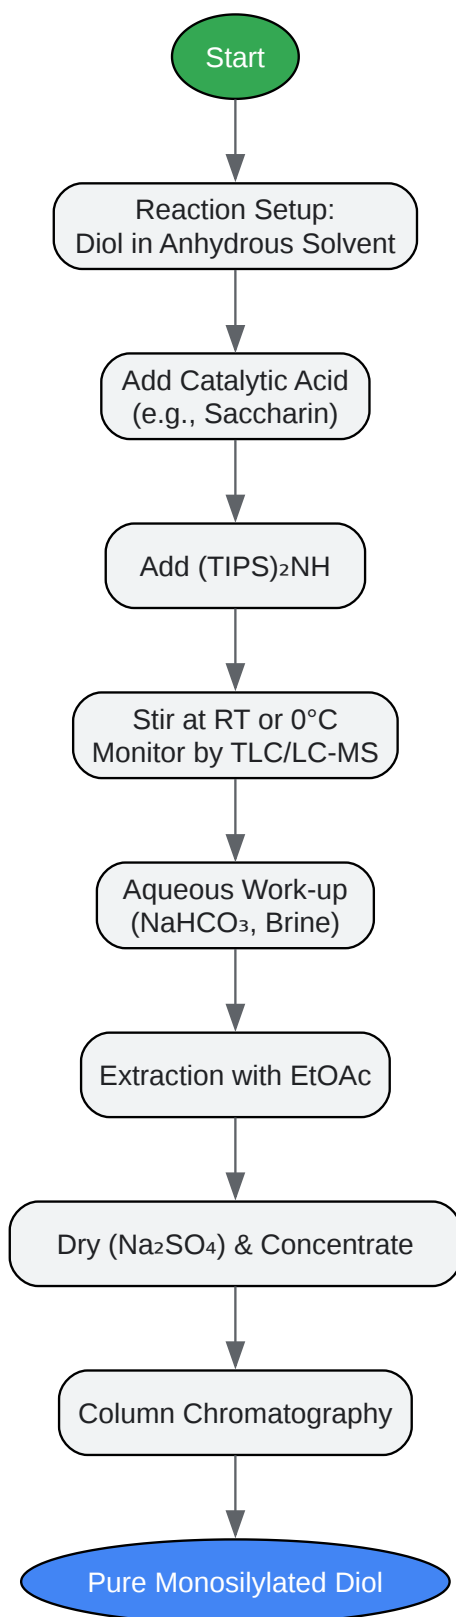 Start
Reaction Setup:
Diol in Anhydrous Solvent
Add Catalytic Acid
(e.g., Saccharin)
Add (TIPS)₂NH
Stir at RT or 0°C
Monitor by TLC/LC-MS
Aqueous Work-up
(NaHCO₃, Brine)
Extraction with EtOAc
Dry (Na₂SO₄) & Concentrate
Column Chromatography
Pure Monosilylated Diol